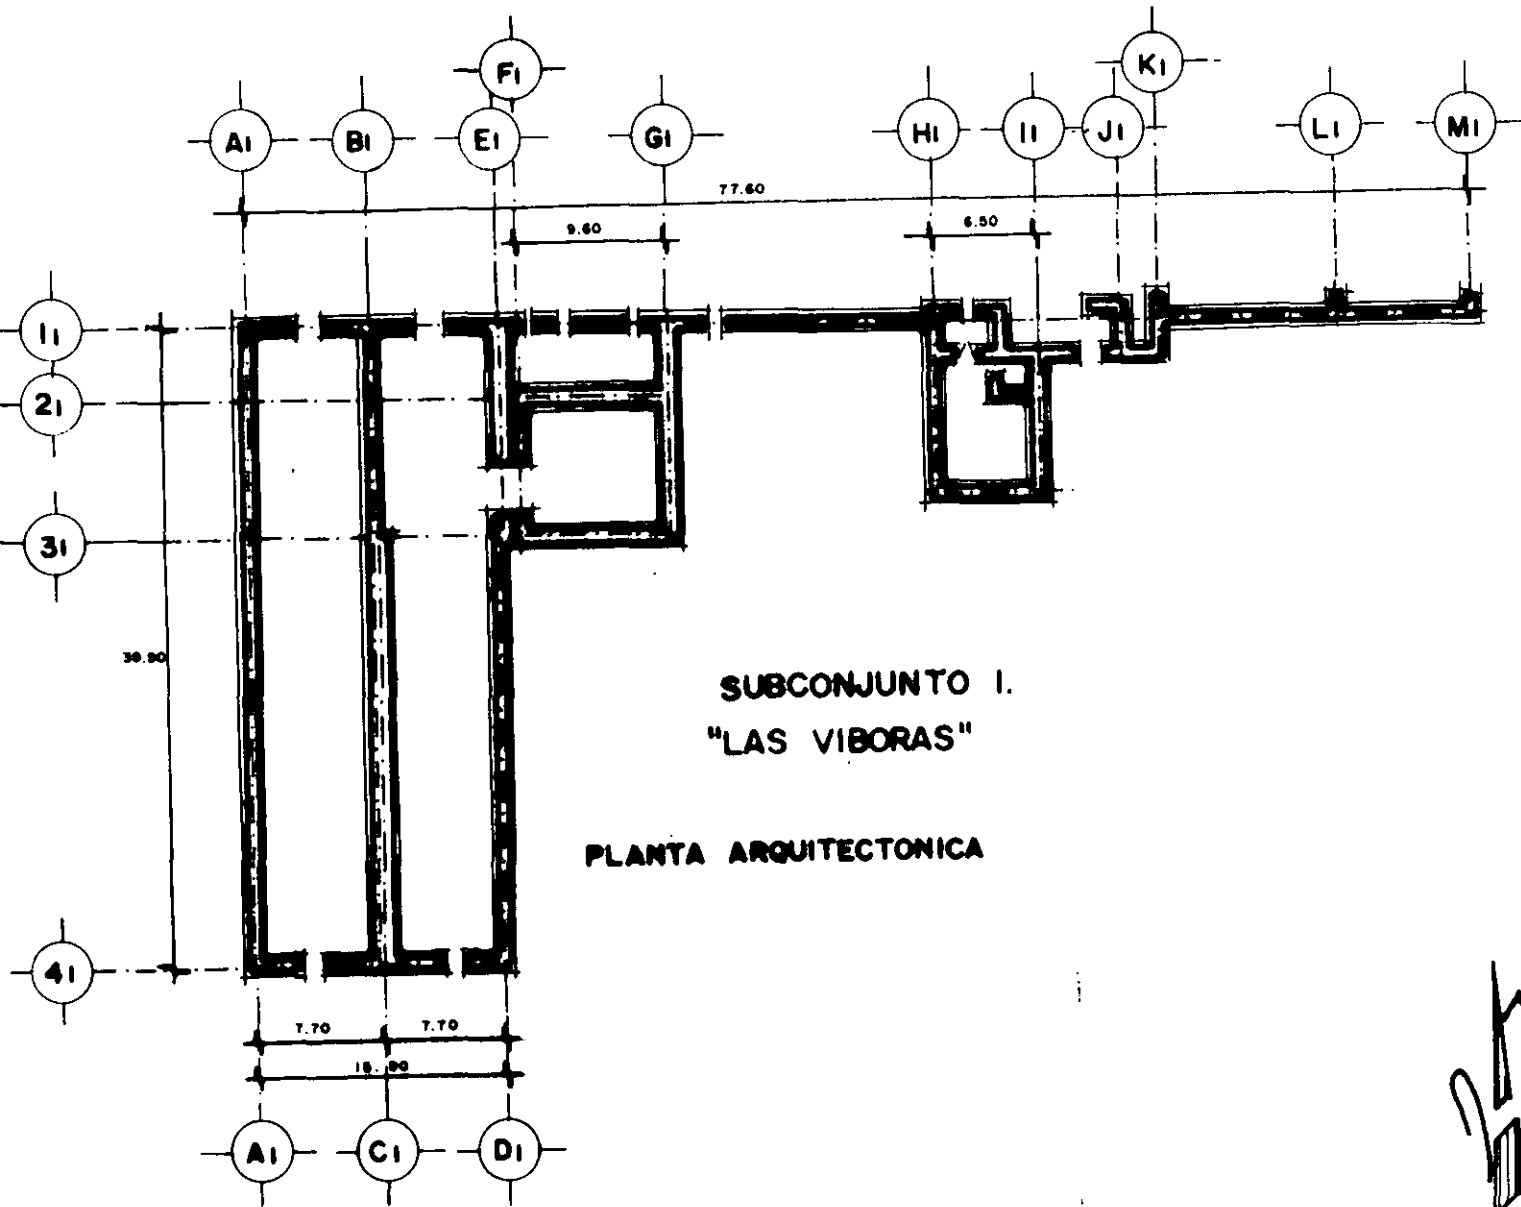 F1
K1
A1 B1 E1 G1 H1 I1 J1 L1 M1
77.60
9.60 6.50
11
21
31
SUBCONJUNTO 1.
"LAS VIBORAS"
PLANTA ARQUITECTONICA
41
7.70 7.70
A1 C1 D1